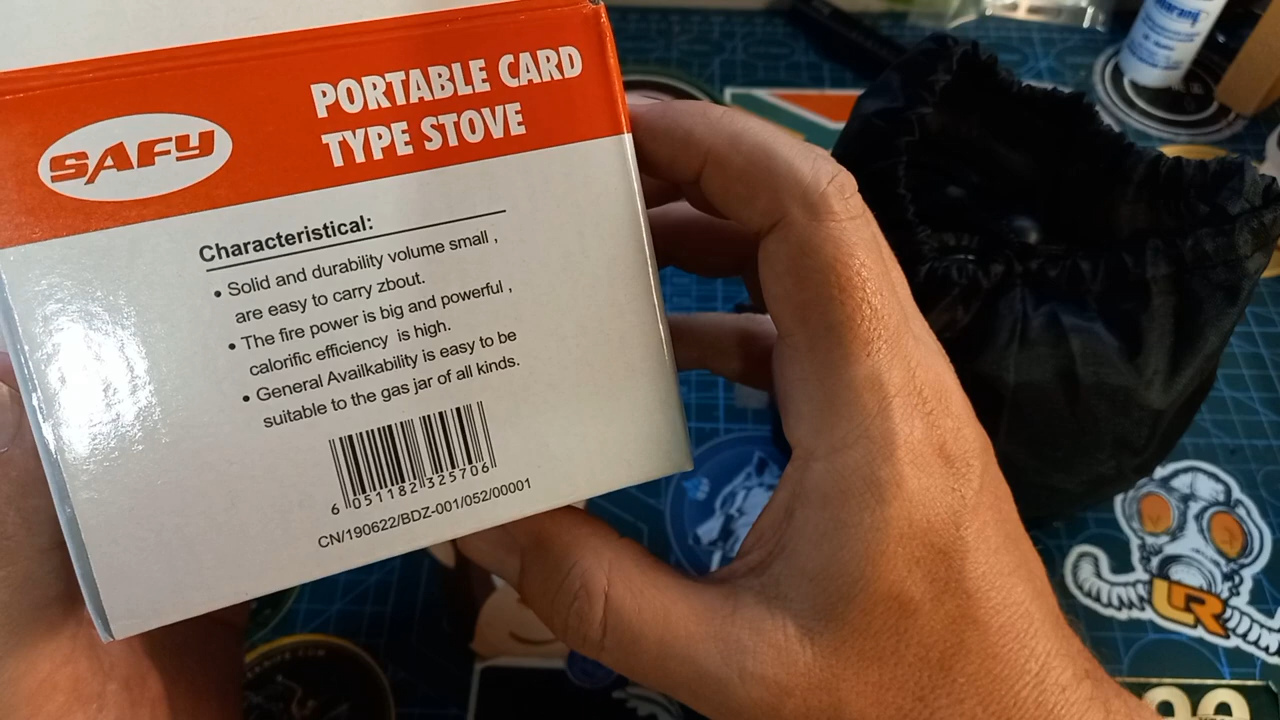 SAFY
PORTABLE CARD
TYPE STOVE
Characteristical:
• Solid and durability volume small ,
are easy to carry zbout.
• The fire power is big and powerful ,
calorific efficiency is high.
• General Availkability is easy to be
suitable to the gas jar of all kinds.
6 051182 325706
CN/190622/BDZ-001/052/00001
LR